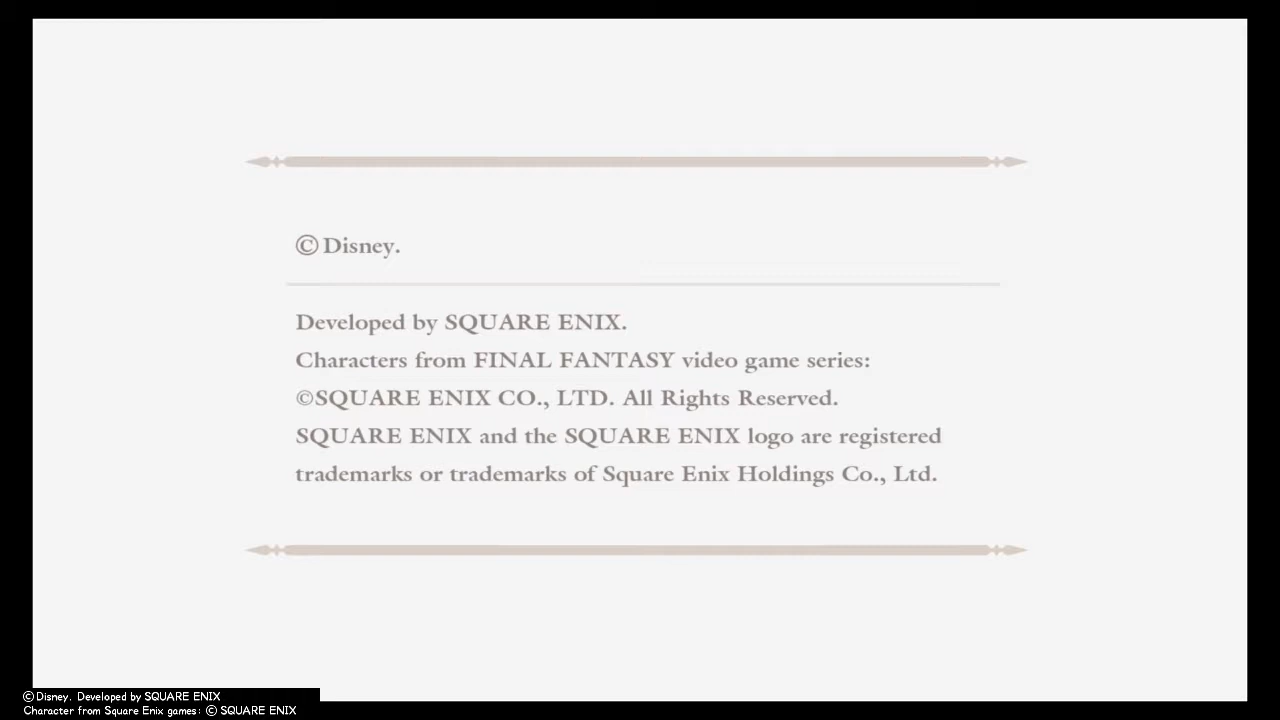 ©Disney.
Developed by SQUARE ENIX.
Characters from FINAL FANTASY video game series:
©SQUARE ENIX CO., LTD. All Rights Reserved.
SQUARE ENIX and the SQUARE ENIX logo are registered
trademarks or trademarks of Square Enix Holdings Co., Ltd.
©Disney. Developed by SQUARE ENIX
Character from Square Enix games: © SQUARE ENIX